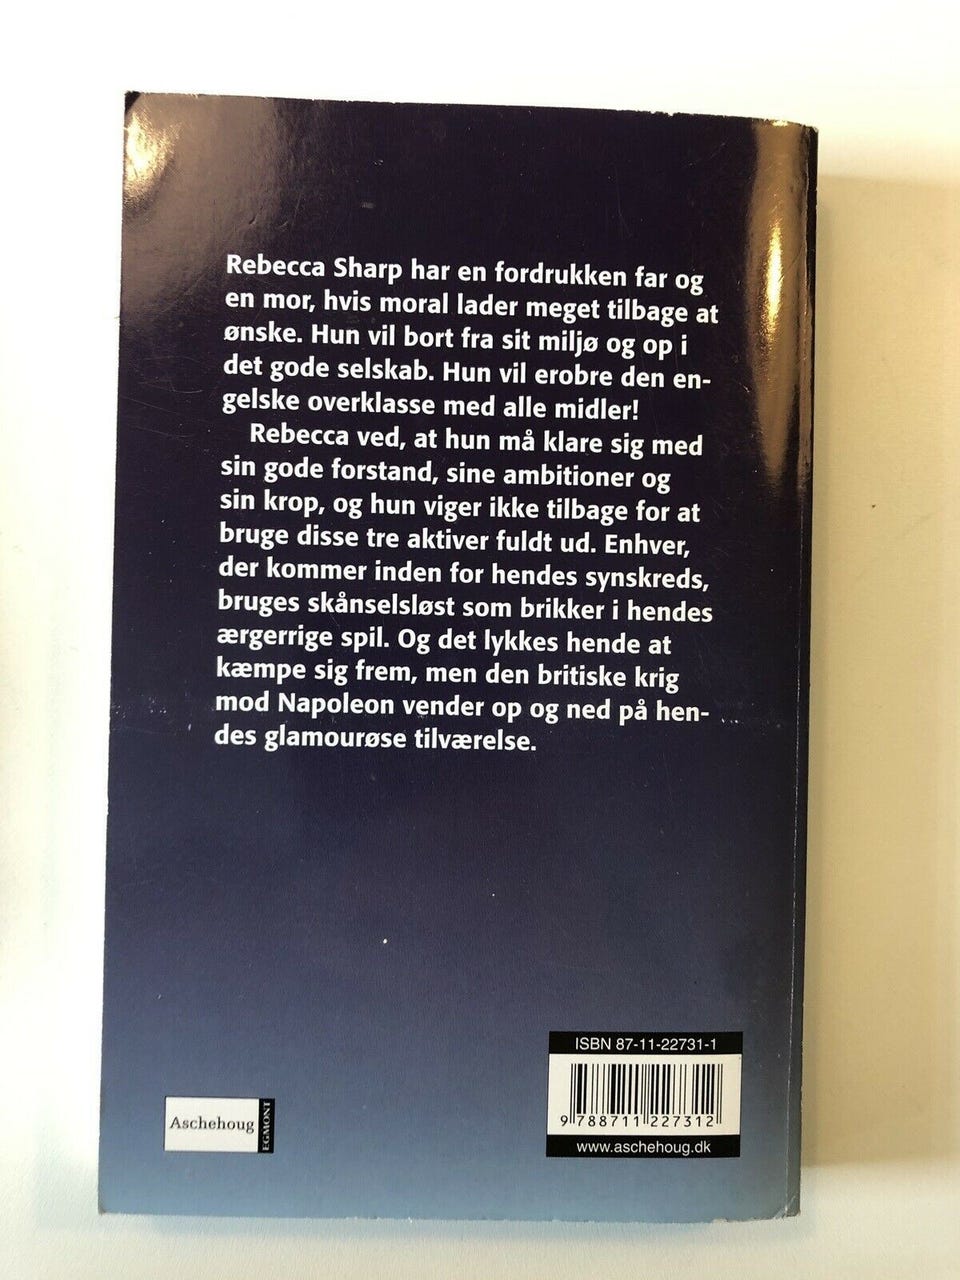 Rebecca Sharp har en fordrukken far og
en mor, hvis moral lader meget tilbage at
ønske. Hun vil bort fra sit miljø og op i
det gode selskab. Hun vil erobre den en-
gelske overklasse med alle midler!
Rebecca ved, at hun må klare sig med
sin gode forstand, sine ambitioner og
sin krop, og hun viger ikke tilbage for at
bruge disse tre aktiver fuldt ud. Enhver,
der kommer inden for hendes synskreds,
bruges skånselsløst som brikker i hendes
ærgerrige spil. Og det lykkes hende at
kæmpe sig frem, men den britiske krig
mod Napoleon vender op og ned på hen-
des glamourøse tilværelse.
ISBN 87-11-22731-1
9 788711 227312
www.aschehoug.dk
Aschehoug
EGMONT